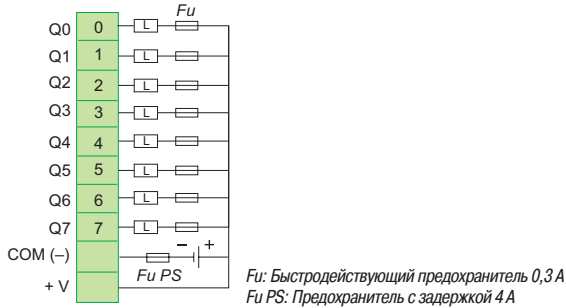 Fu
Q0 0 L
Q1 1 L
Q2 2 L
Q3 3 L
Q4 4 L
Q5 5 L
Q6 6 L
Q7 7 L
COM (–) – +
+ V Fu PS
Fu: Быстродействующий предохранитель 0,3 А
Fu PS: Предохранитель с задержкой 4 А